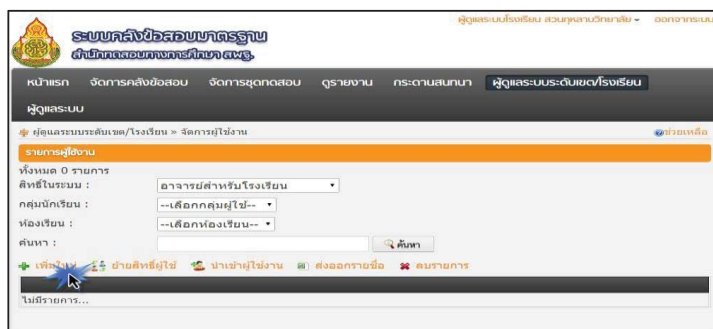 ผู้ดูแลระบบโรงเรียน สวนกุหลาบวิทยาลัย ออกจากระบบ
ระบบคลังข้อสอบมาตรฐาน
สำนักทดสอบทางการศึกษา สพฐ.
หน้าแรก จัดการคลังข้อสอบ จัดการชุดทดสอบ ดูรายงาน กระดานสนทนา ผู้ดูแลระบบระดับเขต/โรงเรียน
ผู้ดูแลระบบ
ผู้ดูแลระบบระดับเขต/โรงเรียน » จัดการผู้ใช้งาน ช่วยเหลือ
รายการผู้ใช้งาน
ทั้งหมด 0 รายการ
สิทธิ์ในระบบ : อาจารย์สำหรับโรงเรียน
กลุ่มนักเรียน : --เลือกกลุ่มผู้ใช้--
ห้องเรียน : --เลือกห้องเรียน--
ค้นหา : ค้นหา
เพิ่มใหม่ ย้ายสิทธิ์ผู้ใช้ นำเข้าผู้ใช้งาน ส่งออกรายชื่อ ลบรายการ
ไม่มีรายการ...